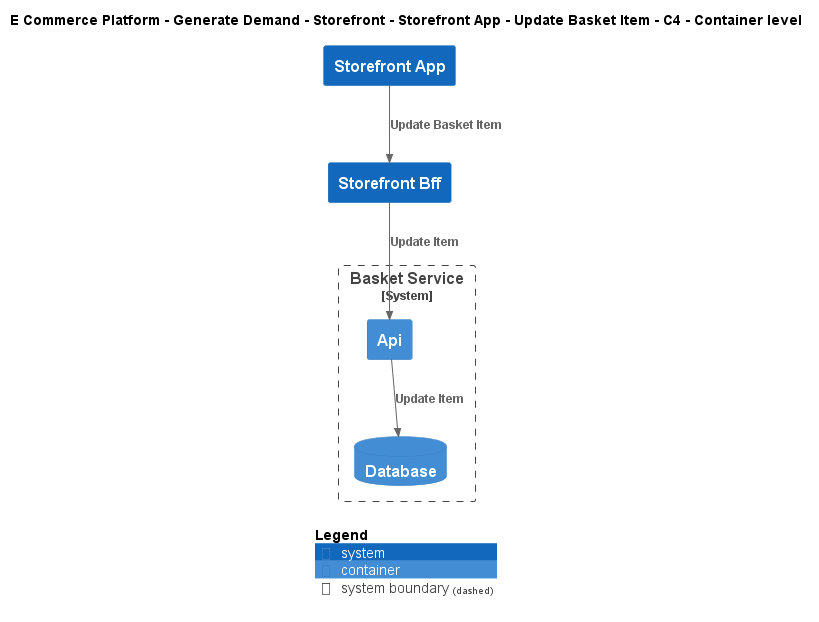 E Commerce Platform - Generate Demand - Storefront - Storefront App - Update Basket Item - C4 - Container level
Storefront App
Update Basket Item
Storefront Bff
Update Item
Basket Service
[System]
Api
Update Item
Database
Legend
system
container
system boundary (dashed)